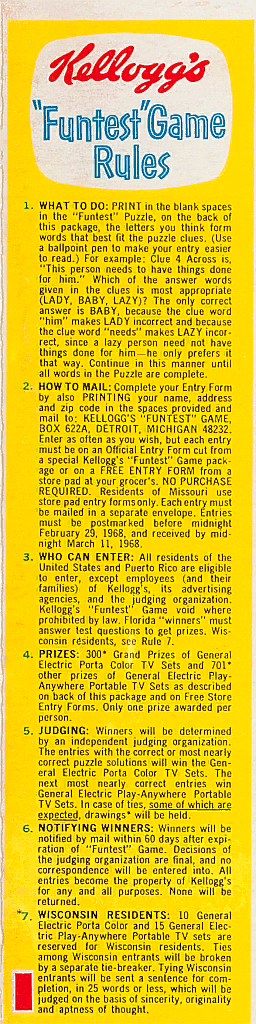 Kellogg's
"Funtest" Game
Rules
1. WHAT TO DO: PRINT in the blank spaces
in the "Funtest" Puzzle, on the back of
this package, the letters you think form
words that best fit the puzzle clues. (Use
a ballpoint pen to make your entry easier
to read.) For example: Clue 4 Across is,
"This person needs to have things done
for him." Which of the answer words
given in the clues is most appropriate
(LADY, BABY, LAZY)? The only correct
answer is BABY, because the clue word
"him" makes LADY incorrect and because
the clue word "needs" makes LAZY incor-
rect, since a lazy person need not have
things done for him—he only prefers it
that way. Continue in this manner until
all words in the Puzzle are complete.
2. HOW TO MAIL: Complete your Entry Form
by also PRINTING your name, address
and zip code in the spaces provided and
mail to: KELLOGG'S "FUNTEST" GAME,
BOX 622A, DETROIT, MICHIGAN 48232.
Enter as often as you wish, but each entry
must be on an Official Entry Form cut from
a special Kellogg's "Funtest" Game pack-
age or on a FREE ENTRY FORM from a
store pad at your grocer's. NO PURCHASE
REQUIRED. Residents of Missouri use
store pad entry forms only. Each entry must
be mailed in a separate envelope. Entries
must be postmarked before midnight
February 29, 1968, and received by mid-
night March 11, 1968.
3. WHO CAN ENTER: All residents of the
United States and Puerto Rico are eligible
to enter, except employees (and their
families) of Kellogg's, its advertising
agencies, and the judging organization.
Kellogg's "Funtest" Game void where
prohibited by law. Florida "winners" must
answer test questions to get prizes. Wis-
consin residents, see Rule 7.
4. PRIZES: 300* Grand Prizes of General
Electric Porta Color TV Sets and 701*
other prizes of General Electric Play-
Anywhere Portable TV Sets as described
on back of this package and on Free Store
Entry Forms. Only one prize awarded per
person.
5. JUDGING: Winners will be determined
by an independent judging organization.
The entries with the correct or most nearly
correct puzzle solutions will win the Gen-
eral Electric Porta Color TV Sets. The
next most nearly correct entries win
General Electric Play-Anywhere Portable
TV Sets. In case of ties, some of which are
expected, drawings* will be held.
6. NOTIFYING WINNERS: Winners will be
notified by mail within 60 days after expi-
ration of "Funtest" Game. Decisions of
the judging organization are final, and no
correspondence will be entered into. All
entries become the property of Kellogg's
for any and all purposes. None will be
returned.
*7. WISCONSIN RESIDENTS: 10 General
Electric Porta Color and 15 General Elec-
tric Play-Anywhere Portable TV sets are
reserved for Wisconsin residents. Ties
among Wisconsin entrants will be broken
by a separate tie-breaker. Tying Wisconsin
entrants will be sent a sentence for com-
pletion, in 25 words or less, which will be
judged on the basis of sincerity, originality
and aptness of thought.